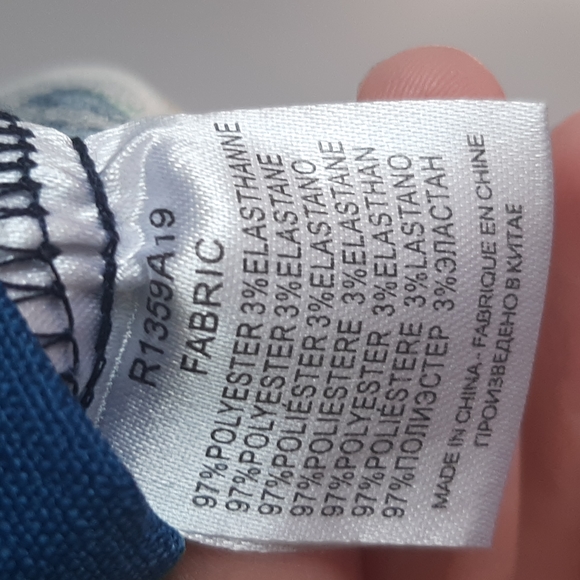 R1359A19
FABRIC
97%POLYESTER 3%ELASTHANNE
97%POLYESTER 3%ELASTANE
97%POLIÉSTER 3%ELASTANO
97%POLIESTERE 3%ELASTANE
97%POLYESTER 3%ELASTHAN
97%POLIÉSTERE 3%LASTANO
97%ПОЛИЭСТЕР 3%ЭЛАСТАН
MADE IN CHINA - FABRIQUE EN CHINE
ПРОИЗВЕДЕНО В КИТАЕ